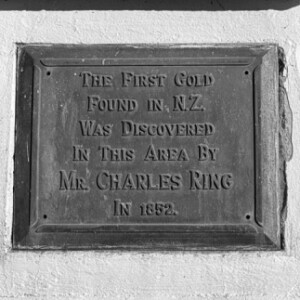 The First Gold
Found in N.Z.
Was Discovered
In This Area By
Mr. Charles Ring
In 1852.